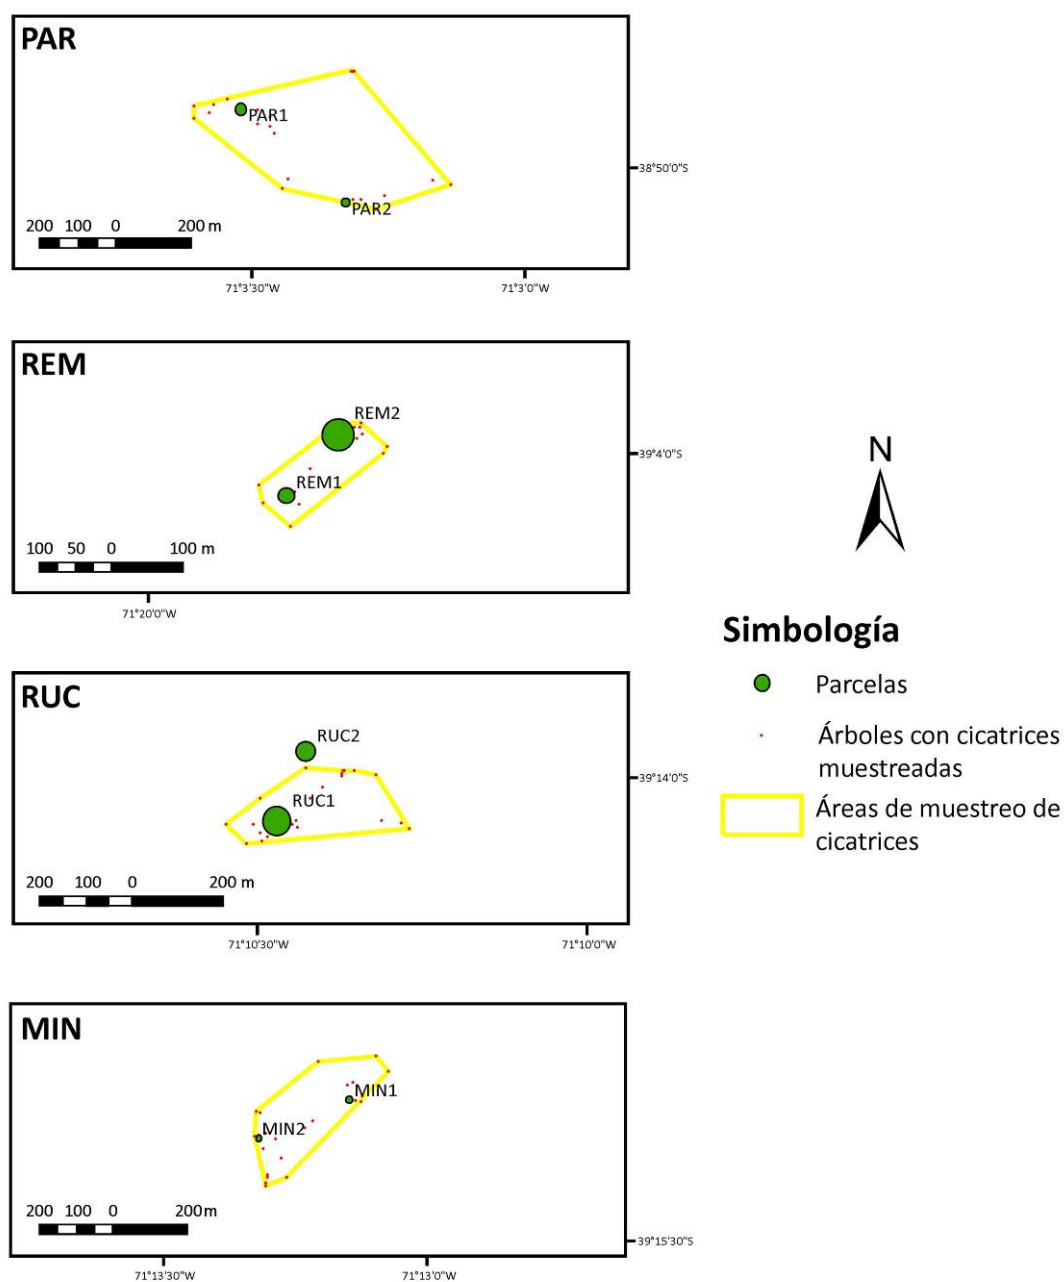 PAR
PAR1
PAR2
38°50'0"S
200 100 0 200 m
71°3'30"W 71°3'0"W
REM
REM2
REM1
39°4'0"S
100 50 0 100 m
71°20'0"W
N
Simbología
Parcelas
Árboles con cicatrices
muestreadas
Áreas de muestreo de
cicatrices
RUC
RUC2
RUC1
39°14'0"S
200 100 0 200 m
71°10'30"W 71°10'0"W
MIN
MIN1
MIN2
200 100 0 200m
39°15'30"S
71°13'30"W 71°13'0"W